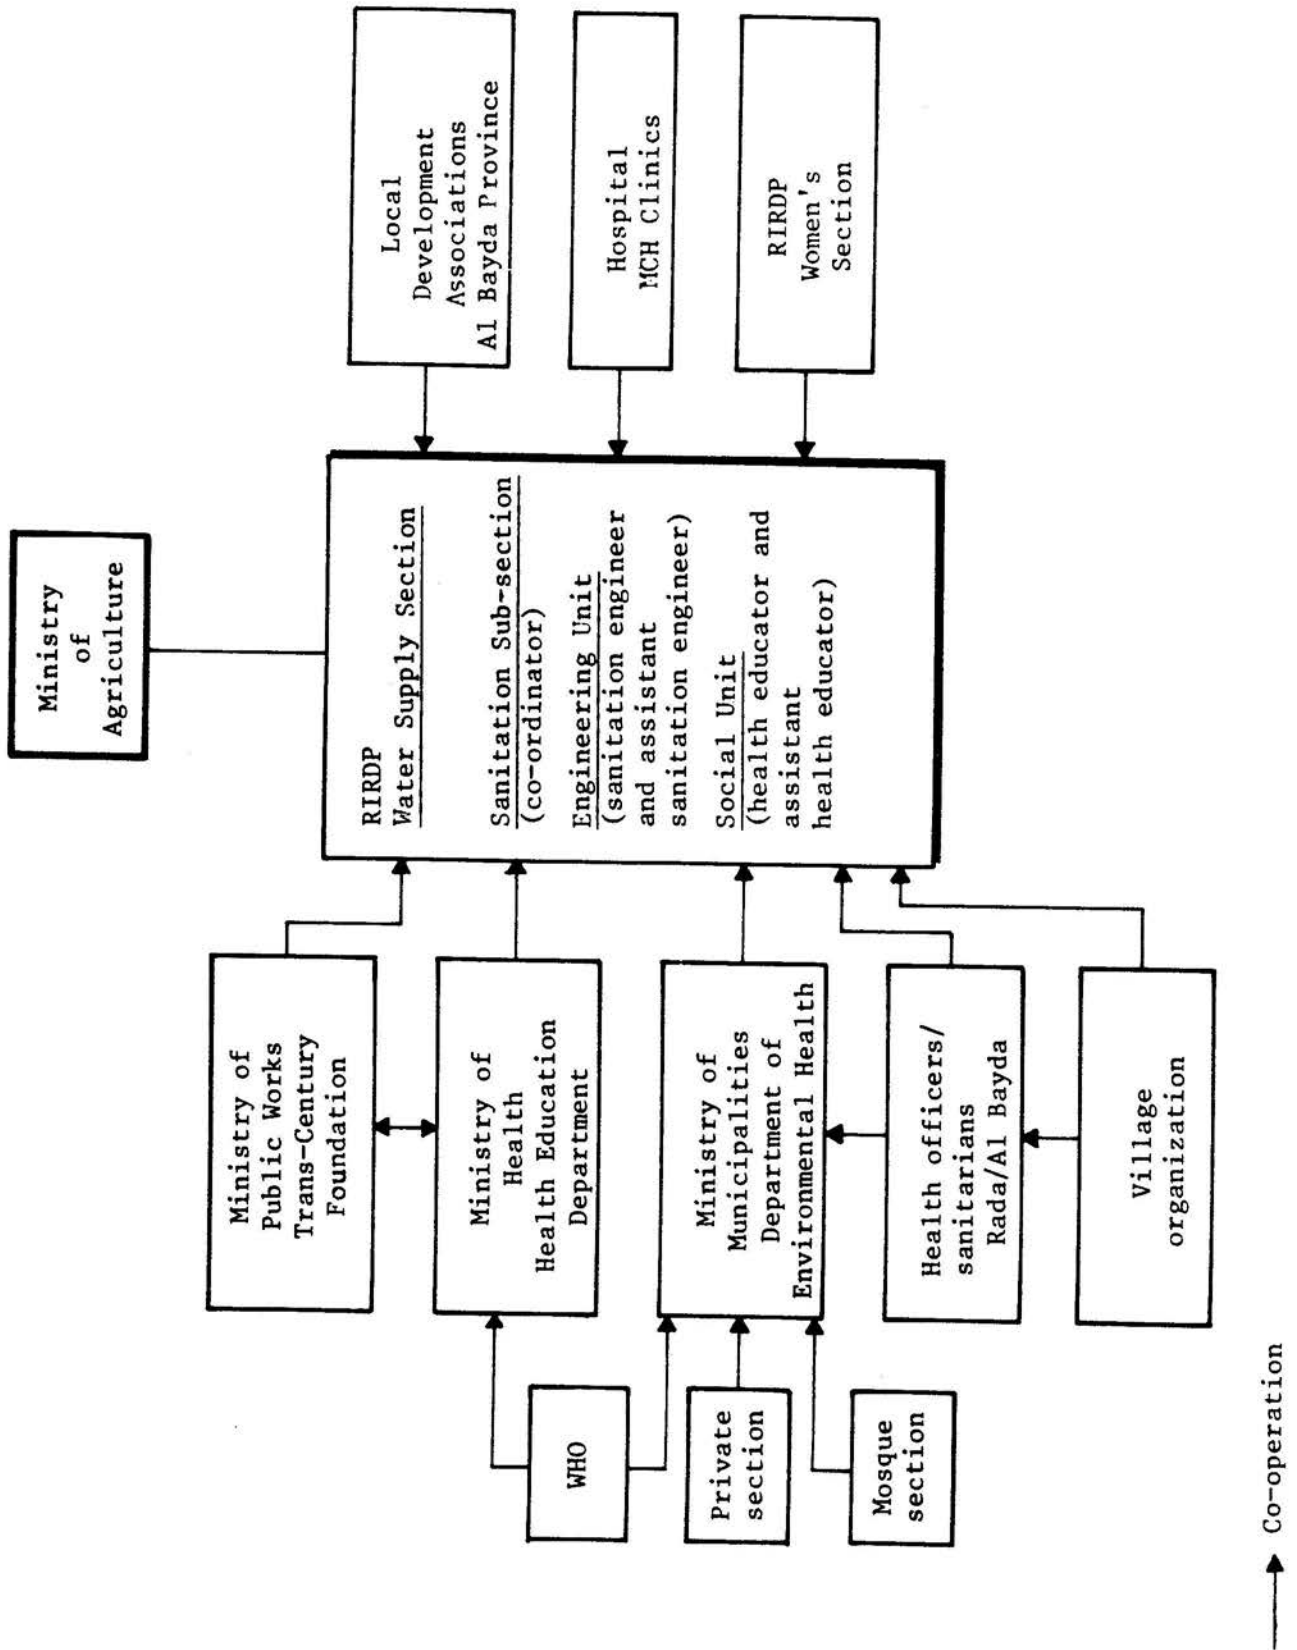 Ministry
of
Agriculture
Ministry of
Public Works
Trans-Century
Foundation
Ministry of
Health
Health Education
Department
WHO
Ministry of
Municipalities
Department of
Environmental Health
Private
section
Mosque
section
Health officers/
sanitarians
Rada/Al Bayda
Village
organization
RIRDP
Water Supply Section
Sanitation Sub-section
(co-ordinator)
Engineering Unit
(sanitation engineer
and assistant
sanitation engineer)
Social Unit
(health educator and
assistant
health educator)
Local
Development
Associations
Al Bayda Province
Hospital
MCH Clinics
RIRDP
Women's
Section
Co-operation